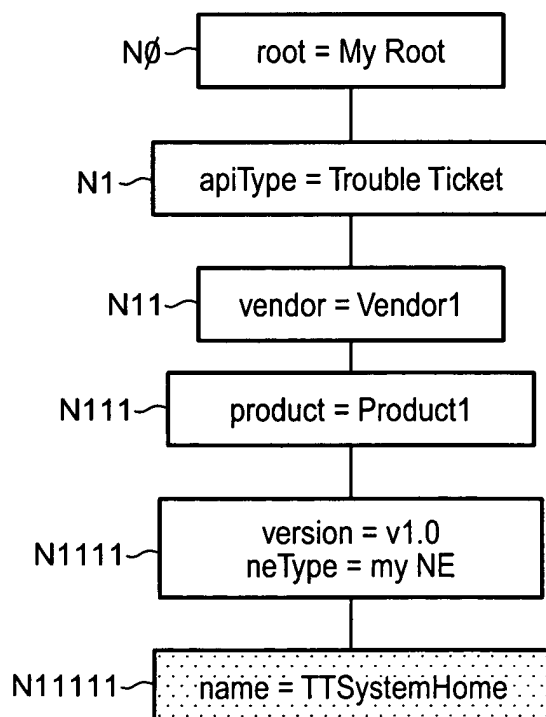 NØ root = My Root
N1 apiType = Trouble Ticket
N11 vendor = Vendor1
N111 product = Product1
version = v1.0
N1111 neType = my NE
N11111 name = TTSystemHome